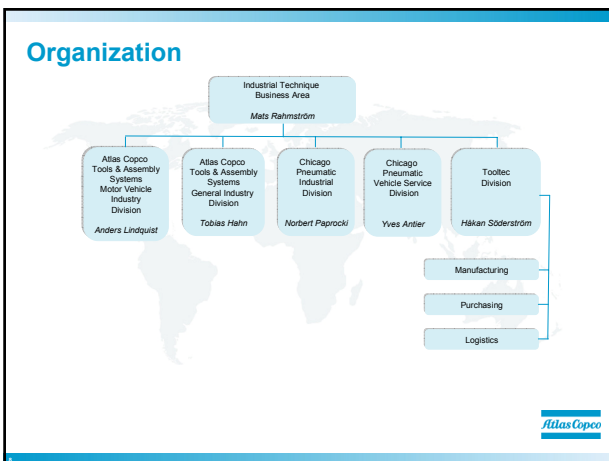 Organization
Industrial Technique
Business Area
Mats Rahmström
Atlas Copco
Tools & Assembly
Systems
Motor Vehicle
Industry
Division
Anders Lindquist
Atlas Copco
Tools & Assembly
Systems
General Industry
Division
Tobias Hahn
Chicago
Pneumatic
Industrial
Division
Norbert Paprocki
Chicago
Pneumatic
Vehicle Service
Division
Yves Antier
Tooltec
Division
Håkan Söderström
Manufacturing
Purchasing
Logistics
Atlas Copco